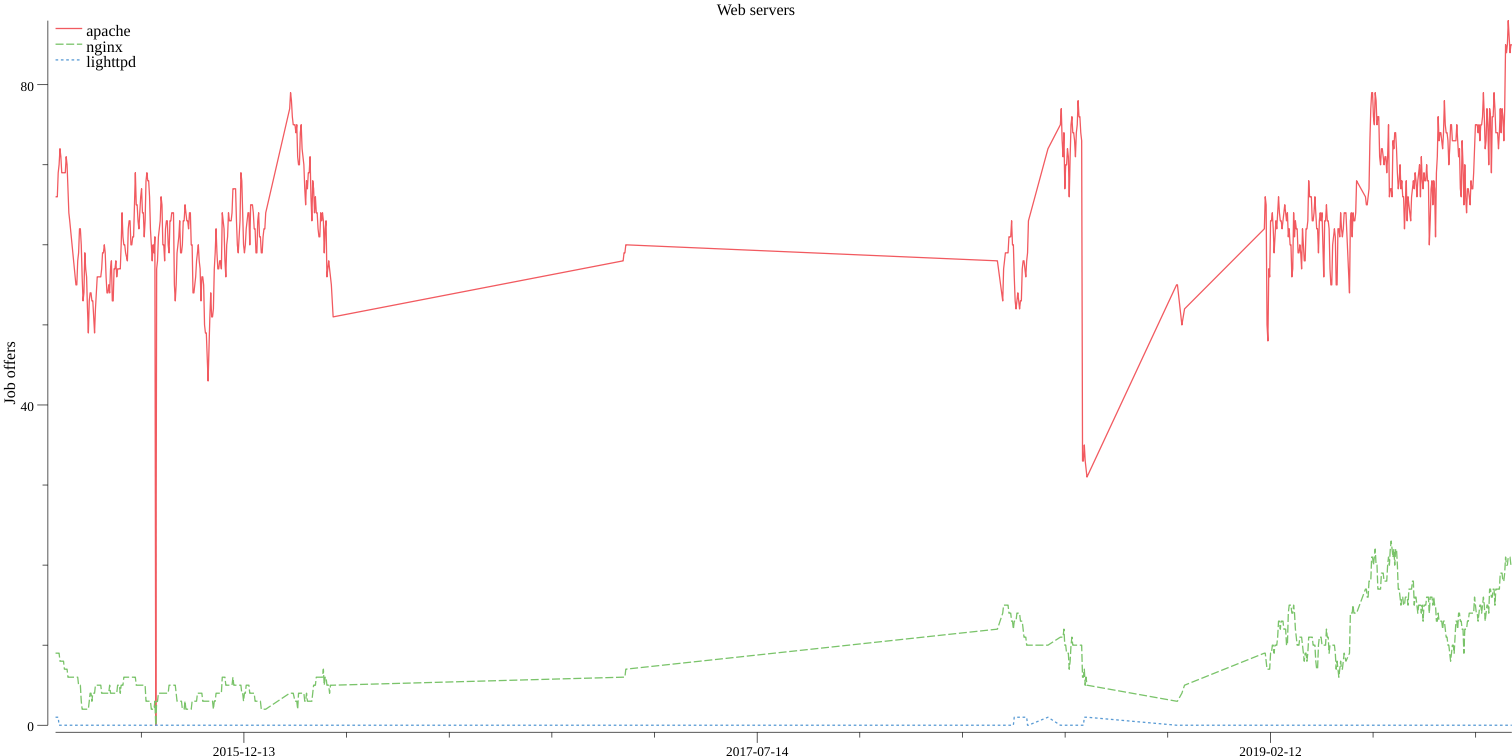 Web servers
apache
nginx
lighttpd
80
Job offers
40
0
2015-12-13
2017-07-14
2019-02-12